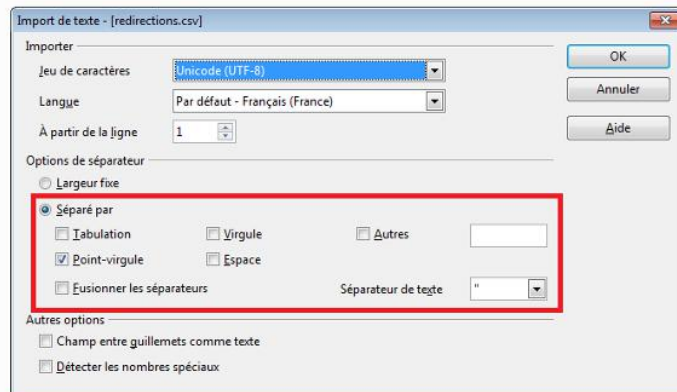 Import de texte - [redirections.csv]
Importer
Jeu de caractères Unicode (UTF-8)
Langue Par défaut - Français (France)
À partir de la ligne 1
OK
Annuler
Aide
Options de séparateur
Largeur fixe
Séparé par
Tabulation Virgule Autres
Point-virgule Espace
Fusionner les séparateurs Séparateur de texte "
Autres options
Champ entre guillemets comme texte
Détecter les nombres spéciaux